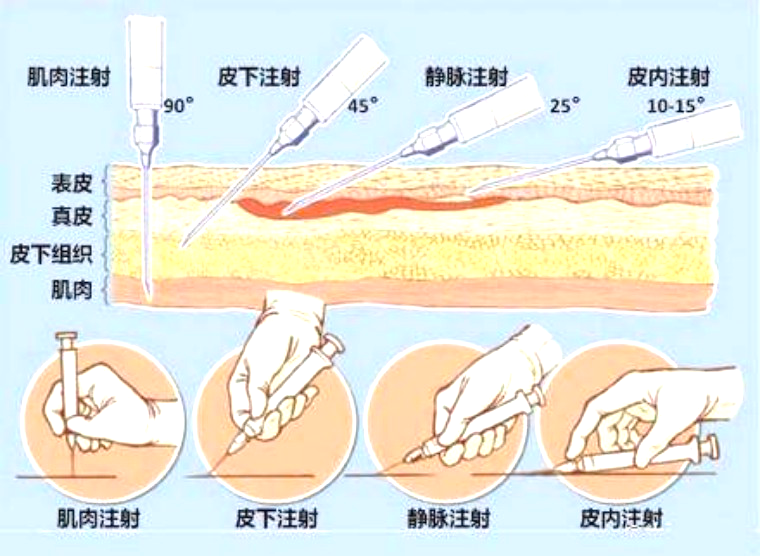 肌肉注射
皮下注射
静脉注射
皮内注射
90°
45°
25°
10-15°
表皮
真皮
皮下组织
肌肉
肌肉注射
皮下注射
静脉注射
皮内注射